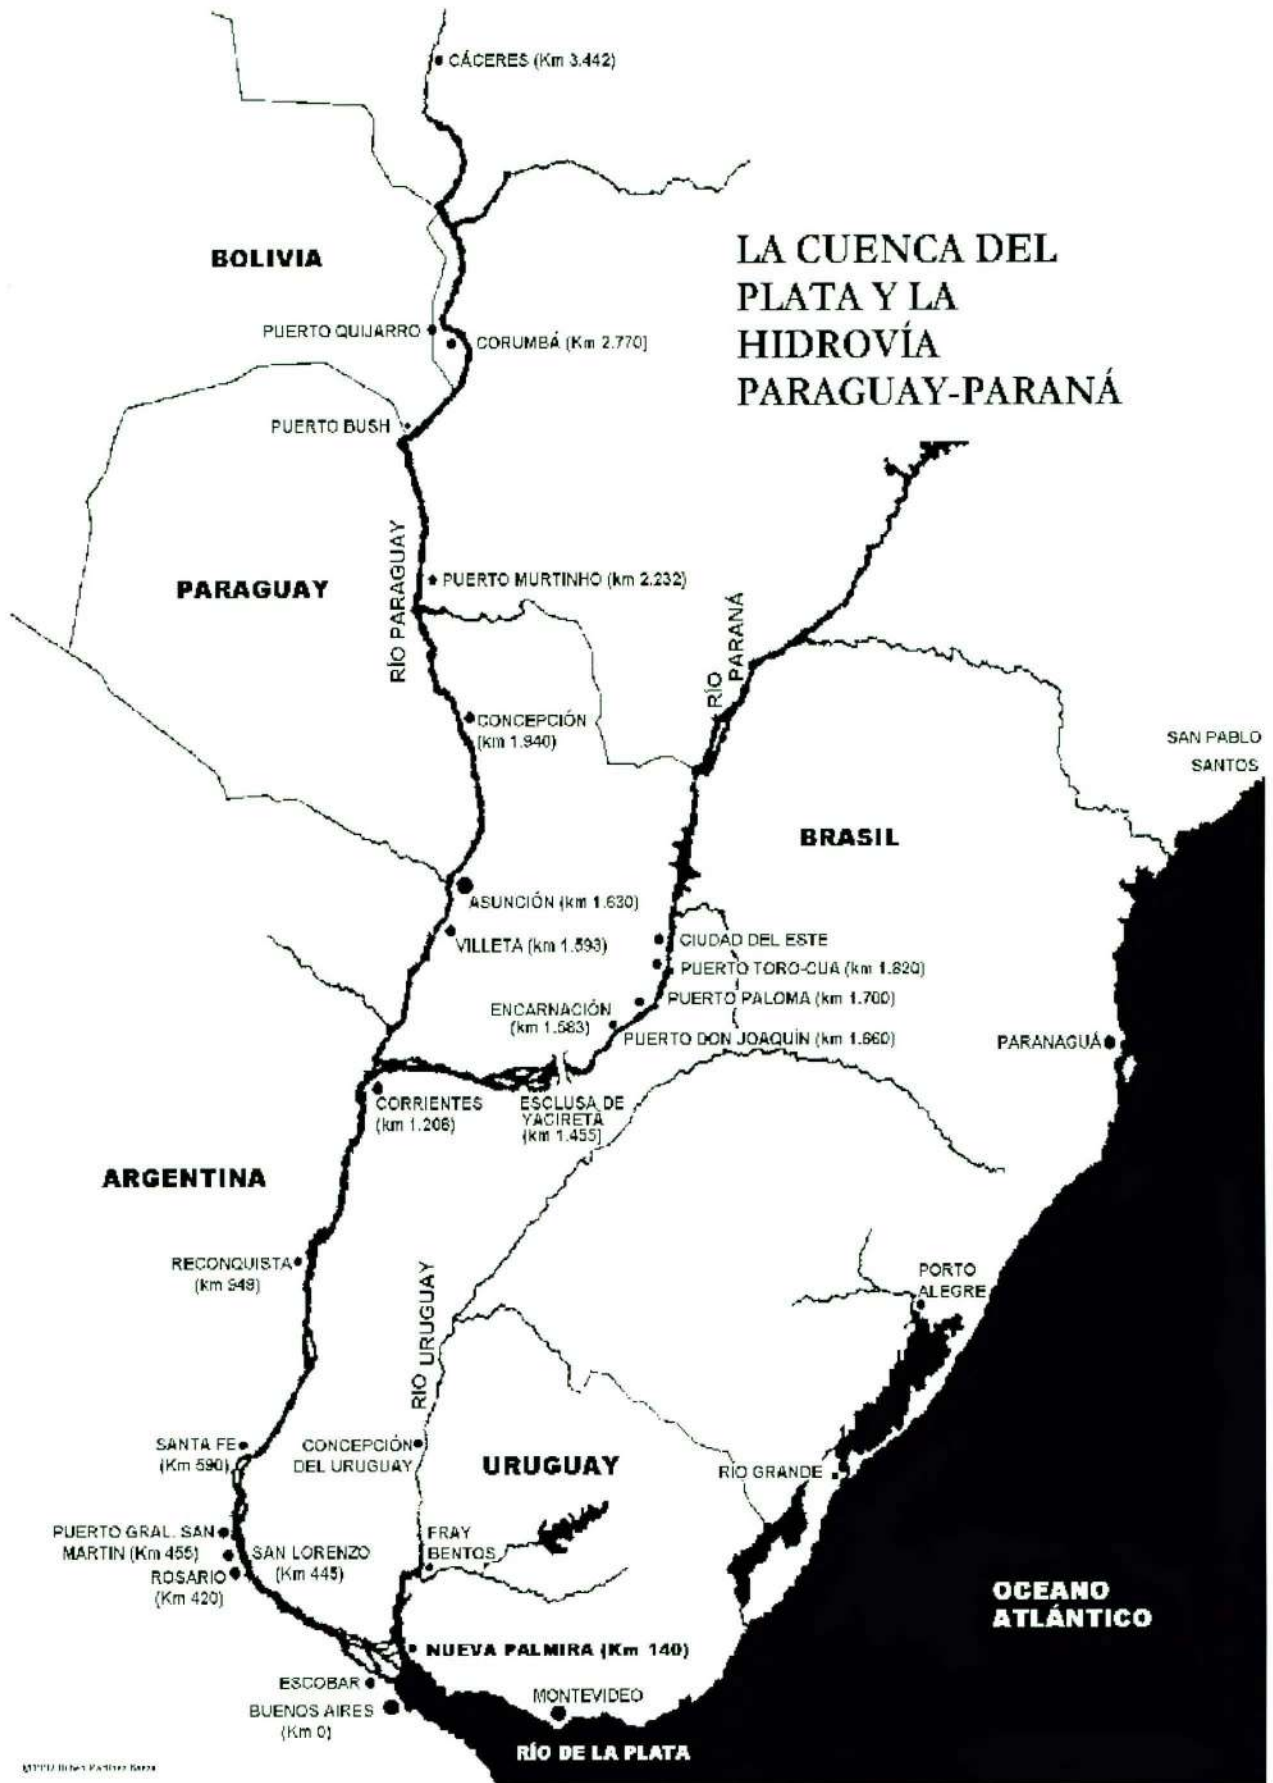 CÁCERES (Km 3.442)
LA CUENCA DEL
PLATA Y LA
HIDROVÍA
PARAGUAY-PARANÁ
BOLIVIA
PUERTO QUIJARRO
CORUMBÁ (Km 2.770)
PUERTO BUSH
RÍO PARAGUAY
PARAGUAY
PUERTO MURTINHO (km 2.232)
RÍO
PARANÁ
CONCEPCIÓN
(km 1.940)
SAN PABLO
SANTOS
BRASIL
ASUNCIÓN (km 1.630)
VILLETA (km 1.593)
CIUDAD DEL ESTE
PUERTO TORO-CUA (km 1.820)
PUERTO PALOMA (km 1.700)
ENCARNACIÓN
(km 1.583)
PUERTO DON JOAQUÍN (km 1.660)
PARANAGUÁ
CORRIENTES
(km 1.206)
ESCLUSA DE
YACIRETA
(km 1.455)
ARGENTINA
RECONQUISTA
(km 949)
RIO URUGUAY
PORTO
ALEGRE
SANTA FE
(Km 590)
CONCEPCIÓN
DEL URUGUAY
URUGUAY
RIO GRANDE
PUERTO GRAL. SAN
MARTIN (Km 455)
SAN LORENZO
(Km 445)
ROSARIO
(Km 420)
FRAY
BENTOS
OCEANO
ATLÁNTICO
NUEVA PALMIRA (Km 140)
ESCOBAR
BUENOS AIRES
(Km 0)
MONTEVIDEO
RÍO DE LA PLATA